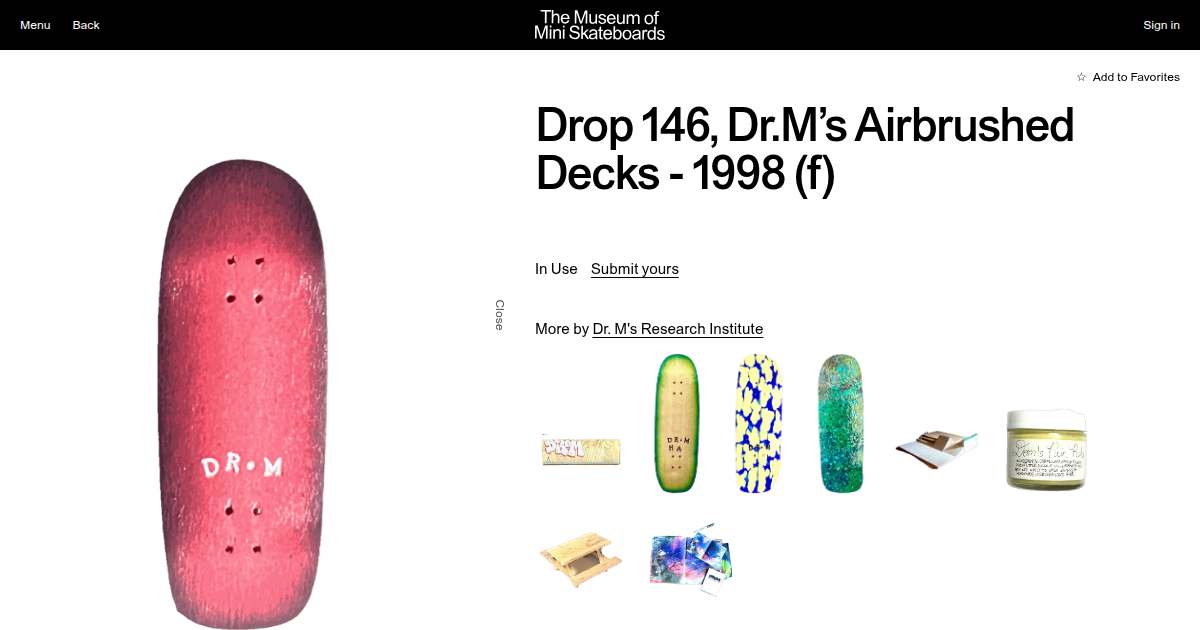 Menu
Back
The Museum of
Mini Skateboards
Sign in
☆ Add to Favorites
Drop 146, Dr.M’s Airbrushed
Decks - 1998 (f)
In Use Submit yours
Close
More by Dr. M's Research Institute
DR•M
DR•M